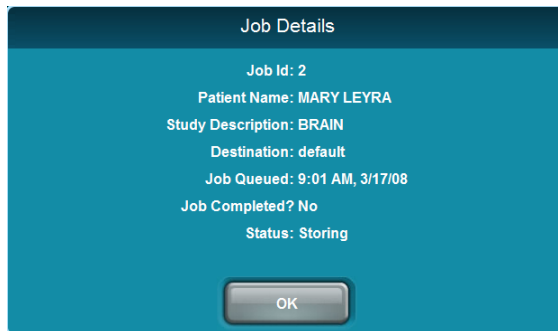 Job Details
Job Id: 2
Patient Name: MARY LEYRA
Study Description: BRAIN
Destination: default
Job Queued: 9:01 AM, 3/17/08
Job Completed? No
Status: Storing
OK